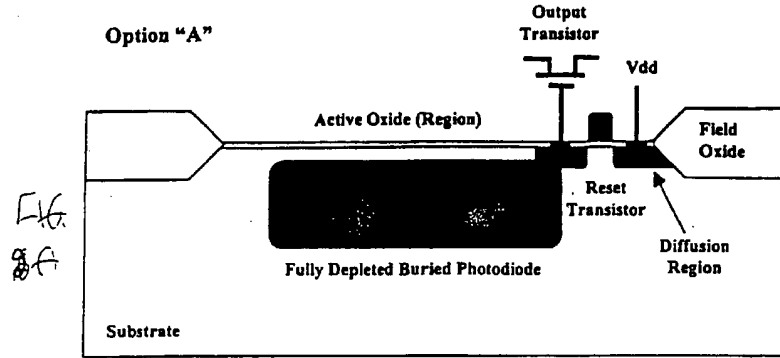 Option "A"
Output
Transistor
Vdd
Active Oxide (Region)
Field
Oxide
Reset
Transistor
Diffusion
Region
Fully Depleted Buried Photodiode
Substrate